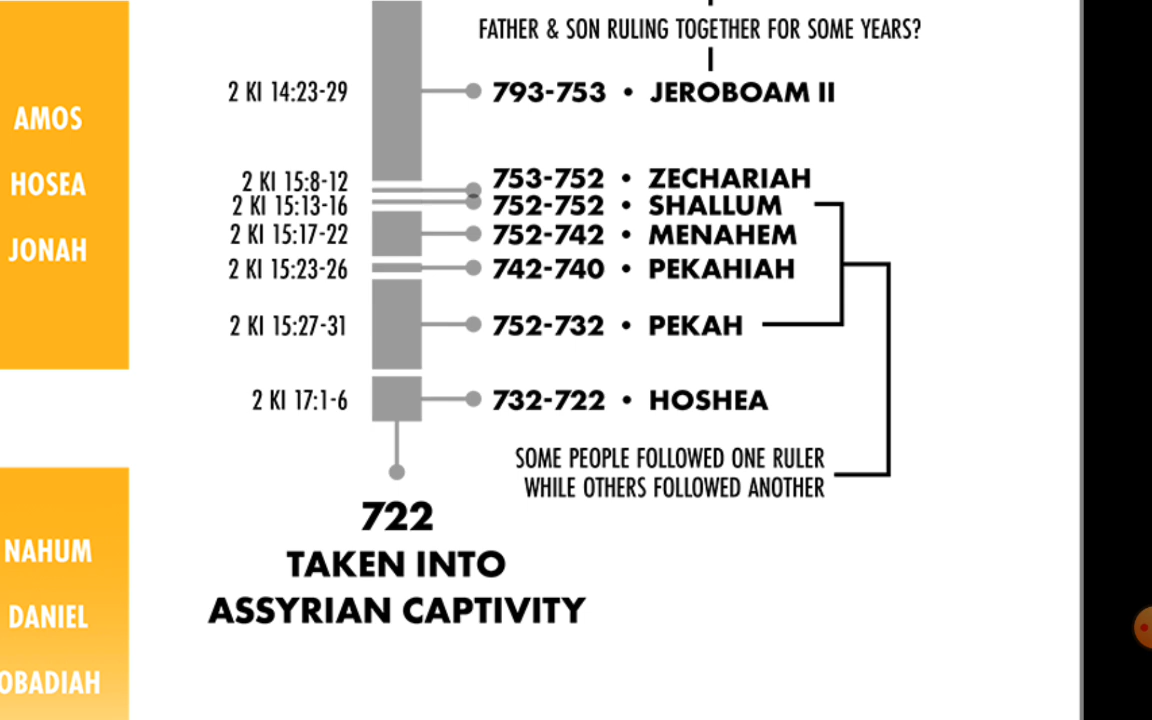 FATHER & SON RULING TOGETHER FOR SOME YEARS?
2 KI 14:23-29 793-753 • JEROBOAM II
AMOS
HOSEA
JONAH
2 KI 15:8-12 753-752 • ZECHARIAH
2 KI 15:13-16 752-752 • SHALLUM
2 KI 15:17-22 752-742 • MENAHEM
2 KI 15:23-26 742-740 • PEKAHIAH
2 KI 15:27-31 752-732 • PEKAH
2 KI 17:1-6 732-722 • HOSHEA
SOME PEOPLE FOLLOWED ONE RULER
WHILE OTHERS FOLLOWED ANOTHER
722
TAKEN INTO
ASSYRIAN CAPTIVITY
NAHUM
DANIEL
OBADIAH